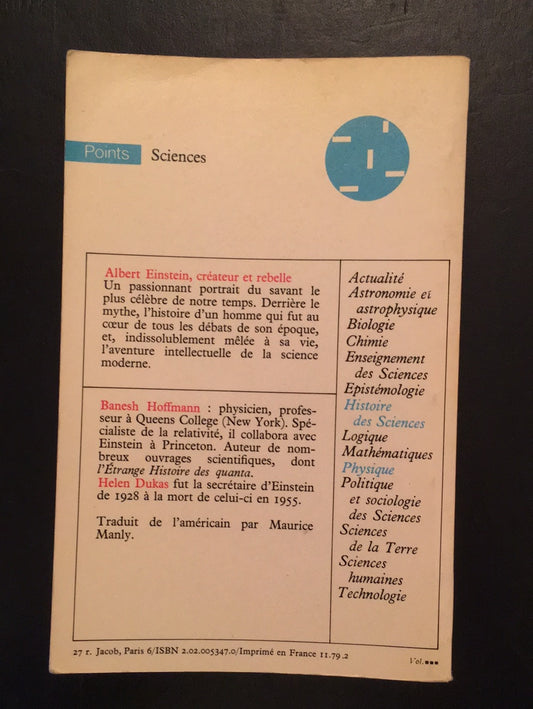 Points Sciences
Albert Einstein, créateur et rebelle
Un passionnant portrait du savant le
plus célèbre de notre temps. Derrière le
mythe, l'histoire d'un homme qui fut au
cœur de tous les débats de son époque,
et, indissolublement mêlée à sa vie,
l'aventure intellectuelle de la science
moderne.
Banesh Hoffmann : physicien, profes-
seur à Queens College (New York). Spé-
cialiste de la relativité, il collabora avec
Einstein à Princeton. Auteur de nom-
breux ouvrages scientifiques, dont
l'Étrange Histoire des quanta.
Helen Dukas fut la secrétaire d'Einstein
de 1928 à la mort de celui-ci en 1955.
Traduit de l'américain par Maurice
Manly.
Actualité
Astronomie et
astrophysique
Biologie
Chimie
Enseignement
des Sciences
Epistémologie
Histoire
des Sciences
Logique
Mathématiques
Physique
Politique
et sociologie
des Sciences
Sciences
de la Terre
Sciences
humaines
Technologie
27 r. Jacob, Paris 6/ISBN 2.02.005347.0/Imprimé en France 11.79.2
Vol.▪▪▪